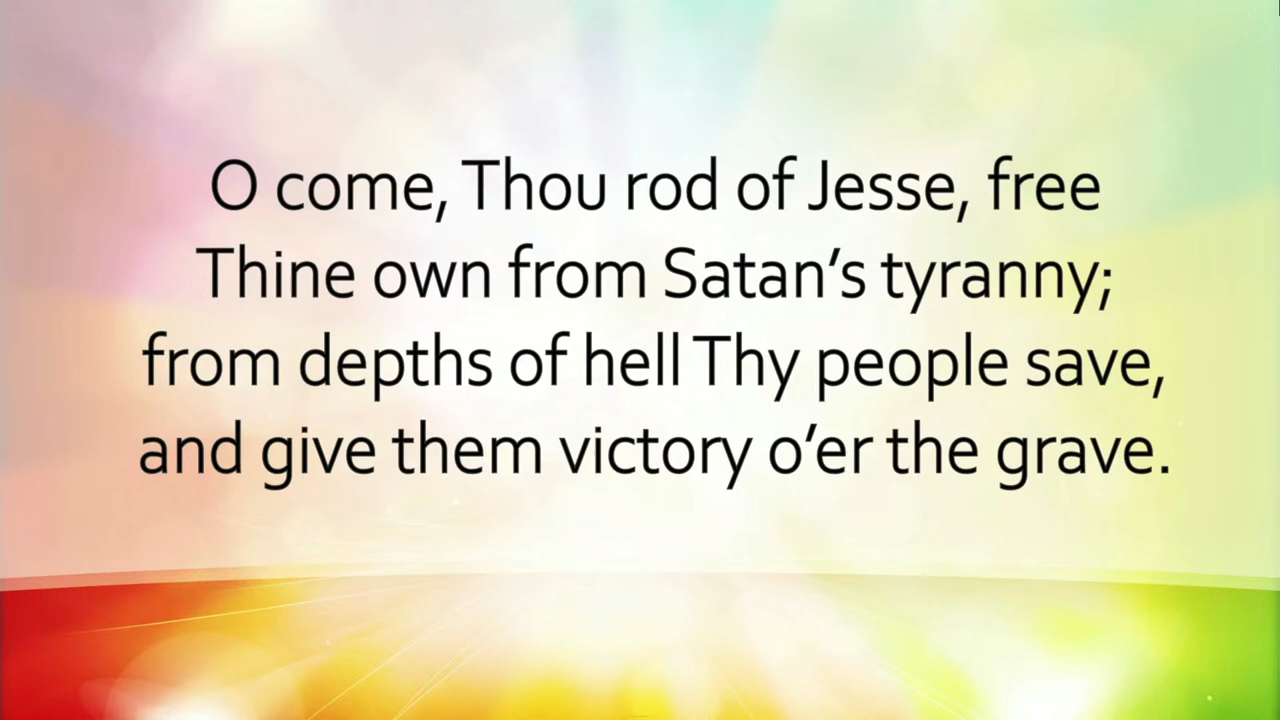 O come, Thou rod of Jesse, free
Thine own from Satan’s tyranny;
from depths of hell Thy people save,
and give them victory o’er the grave.